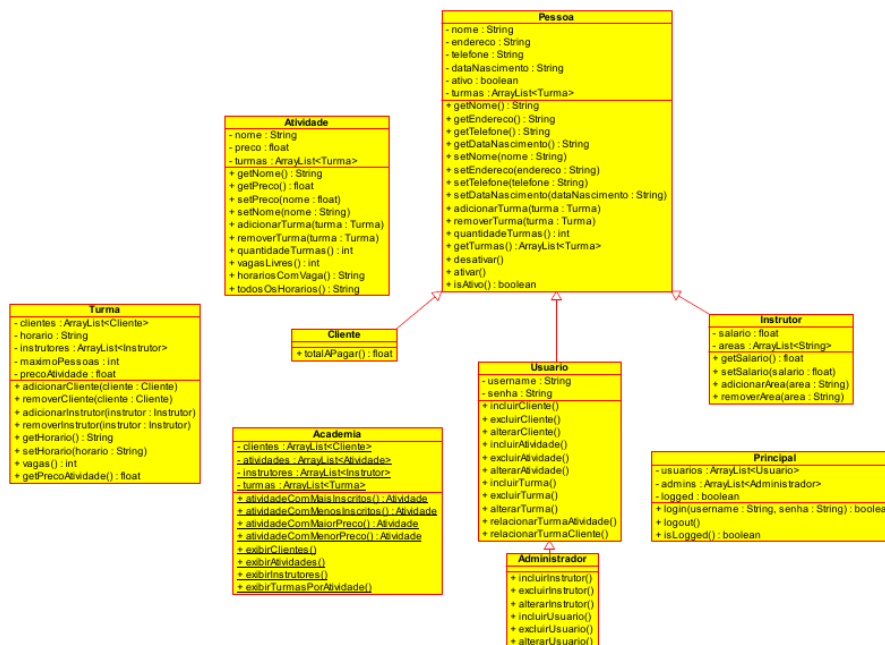 Pessoa
- nome : String
- endereco : String
- telefone : String
- dataNascimento : String
- ativo : boolean
- turmas : ArrayList<Turma>
+ getNome() : String
+ getEndereco() : String
+ getTelefone() : String
+ getDataNascimento() : String
+ setNome(nome : String)
+ setEndereco(endereco : String)
+ setTelefone(telefone : String)
+ setDataNascimento(dataNascimento : String)
+ adicionarTurma(turma : Turma)
+ removerTurma(turma : Turma)
+ quantidadeTurmas() : int
+ getTurmas() : ArrayList<Turma>
+ desativar()
+ ativar()
+ isAtivo() : boolean
Atividade
- nome : String
- preco : float
- turmas : ArrayList<Turma>
+ getNome() : String
+ getPreco() : float
+ setPreco(nome : float)
+ setNome(nome : String)
+ adicionarTurma(turma : Turma)
+ removerTurma(turma : Turma)
+ quantidadeTurmas() : int
+ vagasLivres() : int
+ horariosComVaga() : String
+ todosOsHorarios() : String
Turma
- clientes : ArrayList<Cliente>
- horario : String
- instrutores : ArrayList<Instrutor>
- maximoPessoas : int
- precoAtividade : float
+ adicionarCliente(cliente : Cliente)
+ removerCliente(cliente : Cliente)
+ adicionarInstrutor(instrutor : Instrutor)
+ removerInstrutor(instrutor : Instrutor)
+ getHorario() : String
+ setHorario(horario : String)
+ vagas() : int
+ getPrecoAtividade() : float
Cliente
+ totalAPagar() : float
Usuario
- username : String
- senha : String
+ incluirCliente()
+ excluirCliente()
+ alterarCliente()
+ incluirAtividade()
+ excluirAtividade()
+ alterarAtividade()
+ incluirTurma()
+ excluirTurma()
+ alterarTurma()
+ relacionarTurmaAtividade()
+ relacionarTurmaCliente()
Instrutor
- salario : float
- areas : ArrayList<String>
+ getSalario() : float
+ setSalario(salario : float)
+ adicionarArea(area : String)
+ removerArea(area : String)
Academia
- clientes : ArrayList<Cliente>
- atividades : ArrayList<Atividade>
- instrutores : ArrayList<Instrutor>
- turmas : ArrayList<Turma>
+ atividadeComMaisInscritos() : Atividade
+ atividadeComMenosInscritos() : Atividade
+ atividadeComMaiorPreco() : Atividade
+ atividadeComMenorPreco() : Atividade
+ exibirClientes()
+ exibirAtividades()
+ exibirInstrutores()
+ exibirTurmasPorAtividade()
Principal
- usuarios : ArrayList<Usuario>
- admins : ArrayList<Administrador>
- logged : boolean
+ login(username : String, senha : String) : boolea
+ logout()
+ isLogged() : boolean
Administrador
+ incluirInstrutor()
+ excluirInstrutor()
+ alterarInstrutor()
+ incluirUsuario()
+ excluirUsuario()
+ alterarUsuario()